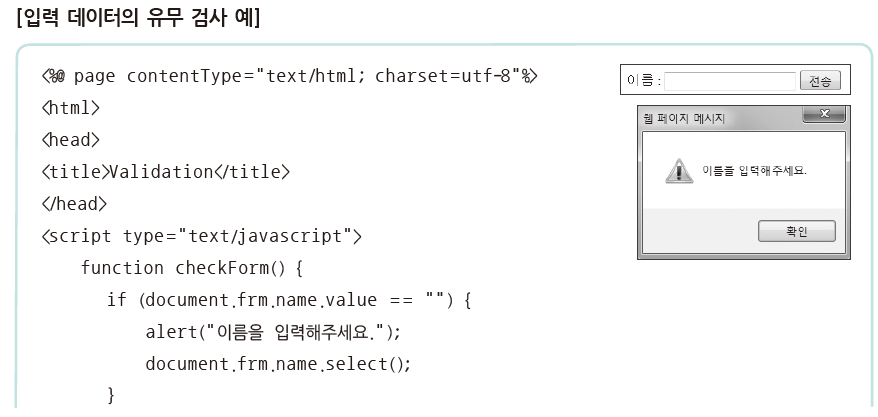 [입력 데이터의 유무 검사 예]
<%@ page contentType="text/html; charset=utf-8"%>
<html>
<head>
<title>Validation</title>
</head>
<script type="text/javascript">
function checkForm() {
if (document.frm.name.value == "") {
alert("이름을 입력해주세요.");
document.frm.name.select();
}
이름 :
전송
웹 페이지 메시지
이름을 입력해주세요.
확인